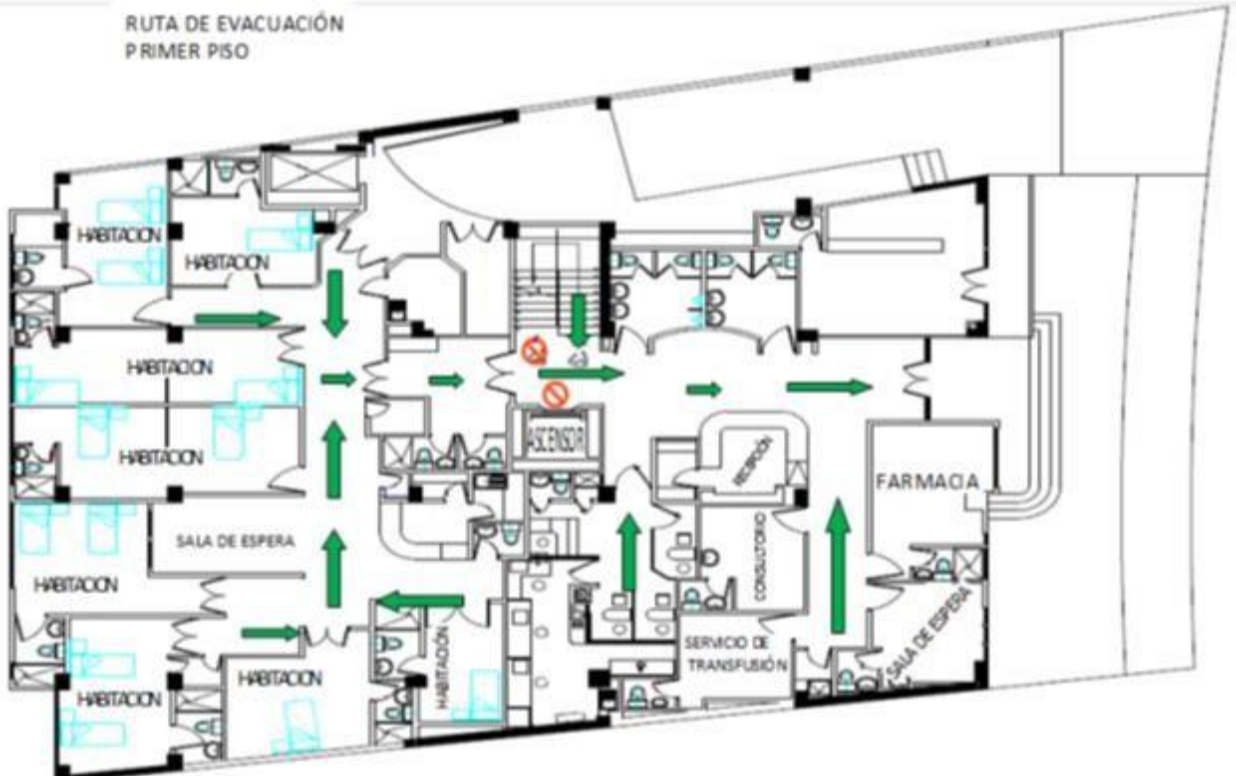 RUTA DE EVACUACIÓN
PRIMER PISO
HABITACION
HABITACION
HABITACION
HABITACION
ASCENSOR
RECEPCIÓN
FARMACIA
SALA DE ESPERA
CONSULTORIO
HABITACION
HABITACION
HABITACION
HABITACIÓN
SERVICIO DE
TRANSFUSIÓN
SALA DE ESPERA